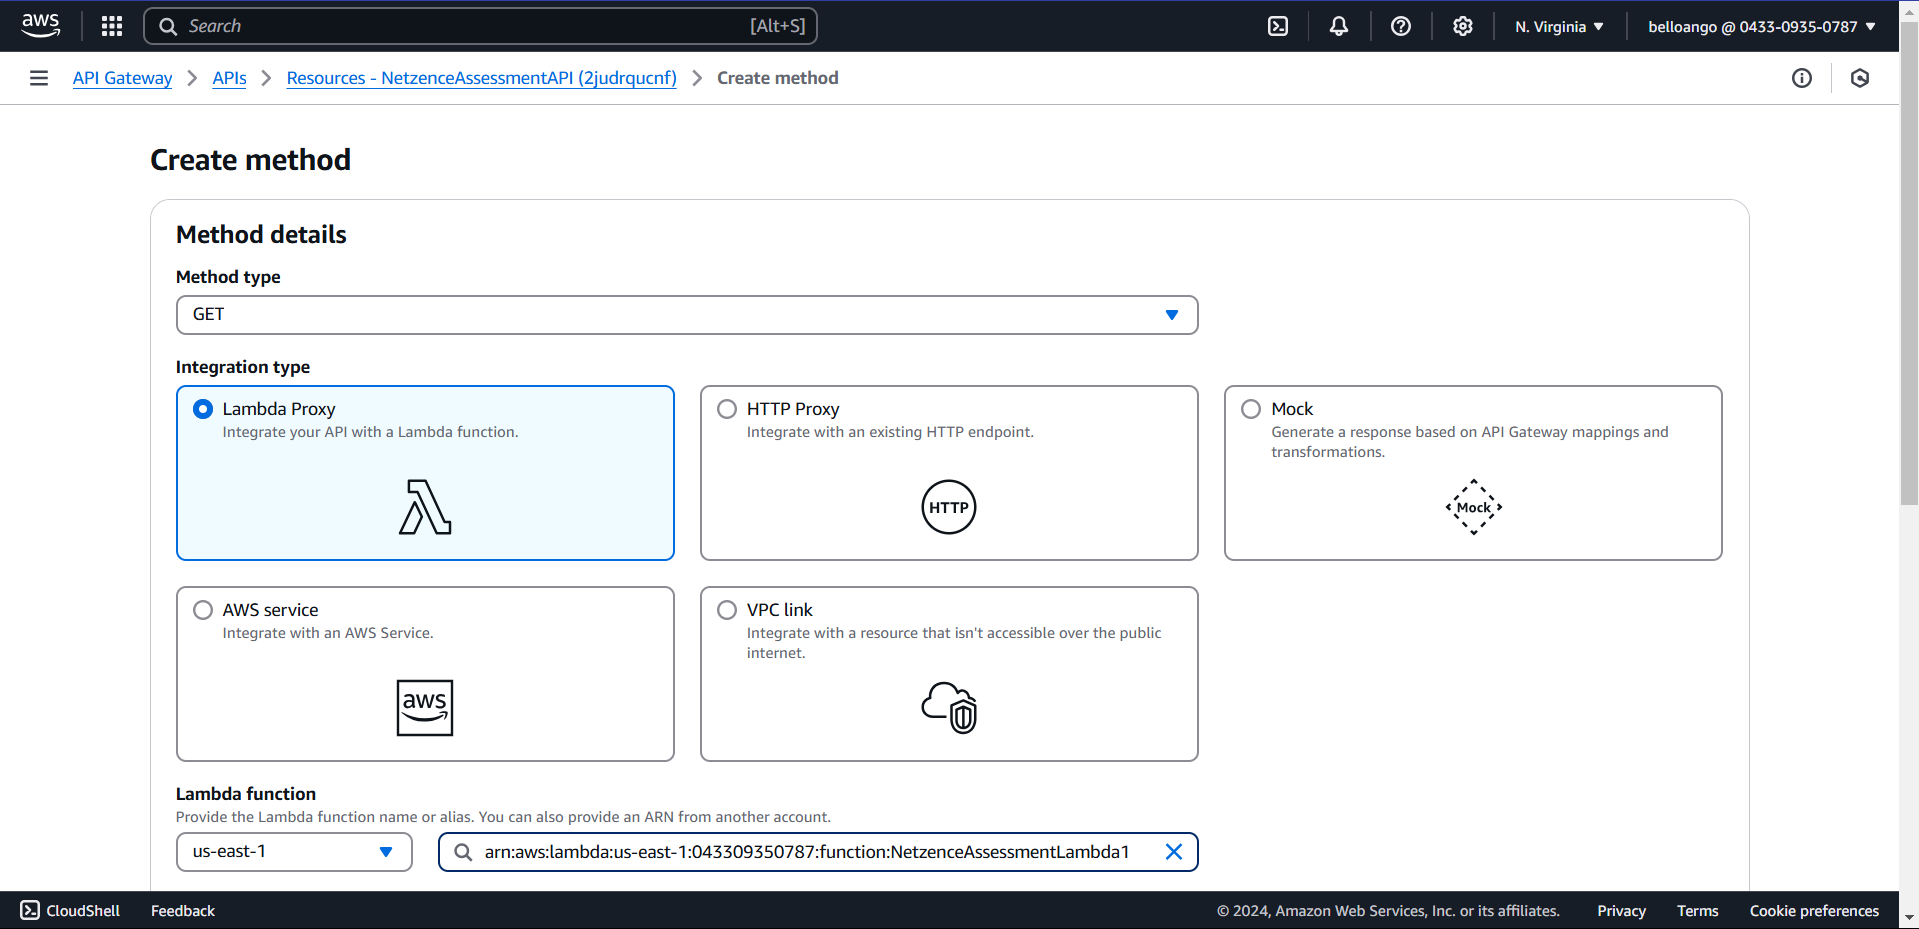 aws
Search [Alt+S]
N. Virginia
belloango @ 0433-0935-0787
API Gateway > APIs > Resources - NetzenceAssessmentAPI (2judrqucnf) > Create method
Create method
Method details
Method type
GET
Integration type
Lambda Proxy
Integrate your API with a Lambda function.
HTTP Proxy
Integrate with an existing HTTP endpoint.
HTTP
Mock
Generate a response based on API Gateway mappings and
transformations.
Mock
AWS service
Integrate with an AWS Service.
aws
VPC link
Integrate with a resource that isn't accessible over the public
internet.
Lambda function
Provide the Lambda function name or alias. You can also provide an ARN from another account.
us-east-1
arn:aws:lambda:us-east-1:043309350787:function:NetzenceAssessmentLambda1
CloudShell Feedback
© 2024, Amazon Web Services, Inc. or its affiliates. Privacy Terms Cookie preferences